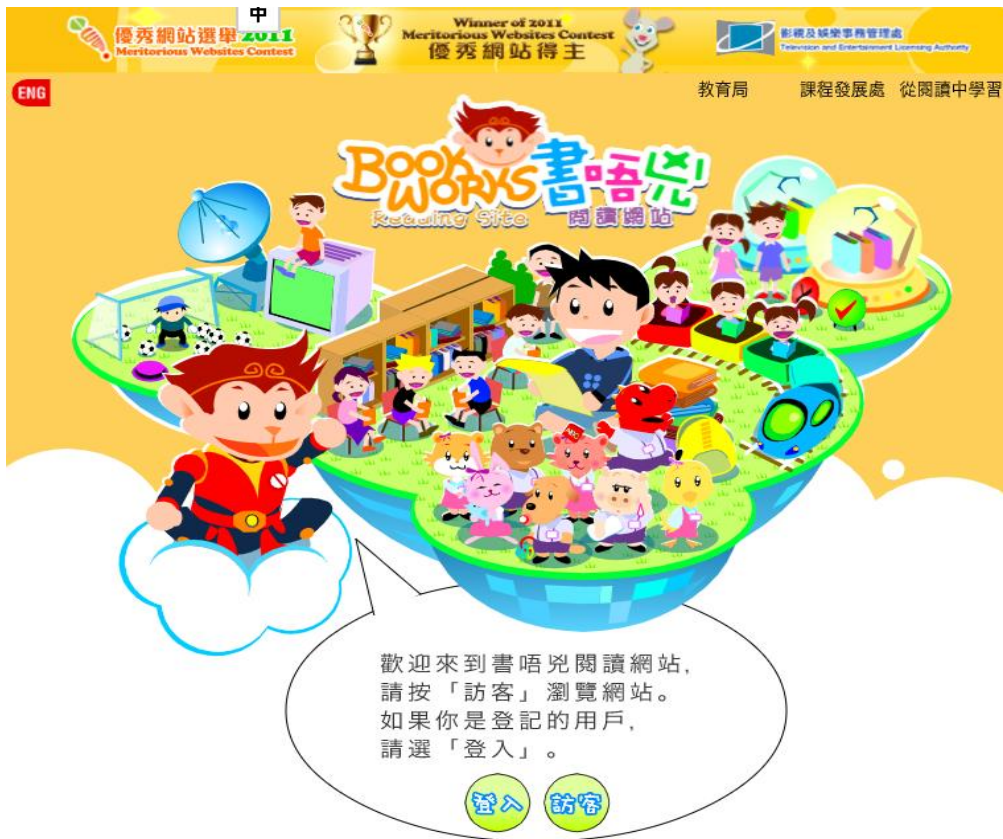 中
優秀網站選舉 2011
Meritorious Websites Contest
Winner of 2011
Meritorious Websites Contest
優秀網站得主
影視及娛樂事務管理處
Television and Entertainment Licensing Authority
ENG
教育局 課程發展處 從閱讀中學習
BOOK WORKS 書唔兇
Reading Site 閱讀網站
ABC
歡迎來到書唔兇閱讀網站,
請按「訪客」瀏覽網站。
如果你是登記的用戶,
請選「登入」。
登入 訪客